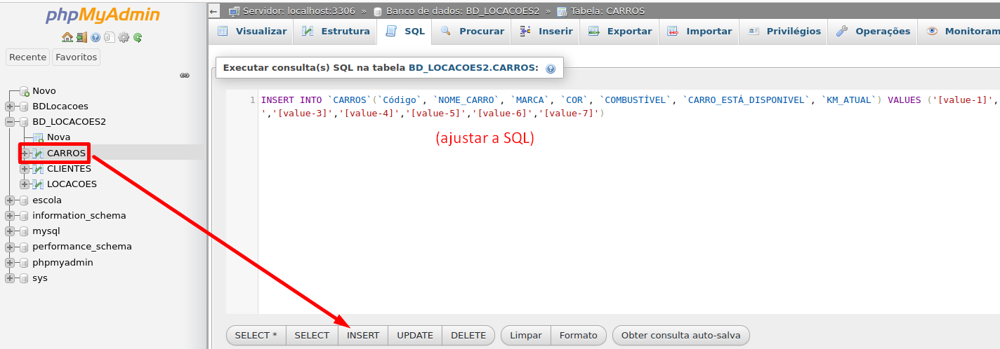 phpMyAdmin
Recente Favoritos
Novo
BDLocacoes
BD_LOCACOES2
Nova
CARROS
CLIENTES
LOCACOES
escola
information_schema
mysql
performance_schema
phpmyadmin
sys
Servidor: localhost:3306 » Banco de dados: BD_LOCACOES2 » Tabela: CARROS
Visualizar Estrutura SQL Procurar Inserir Exportar Importar Privilégios Operações Monitoram
Executar consulta(s) SQL na tabela BD_LOCACOES2.CARROS:
1 INSERT INTO `CARROS`(`Código`, `NOME_CARRO`, `MARCA`, `COR`, `COMBUSTÍVEL`, `CARRO_ESTÁ_DISPONIVEL`, `KM_ATUAL`) VALUES ('[value-1]',
','[value-3]','[value-4]','[value-5]','[value-6]','[value-7]')
(ajustar a SQL)
SELECT * SELECT INSERT UPDATE DELETE Limpar Formato Obter consulta auto-salva